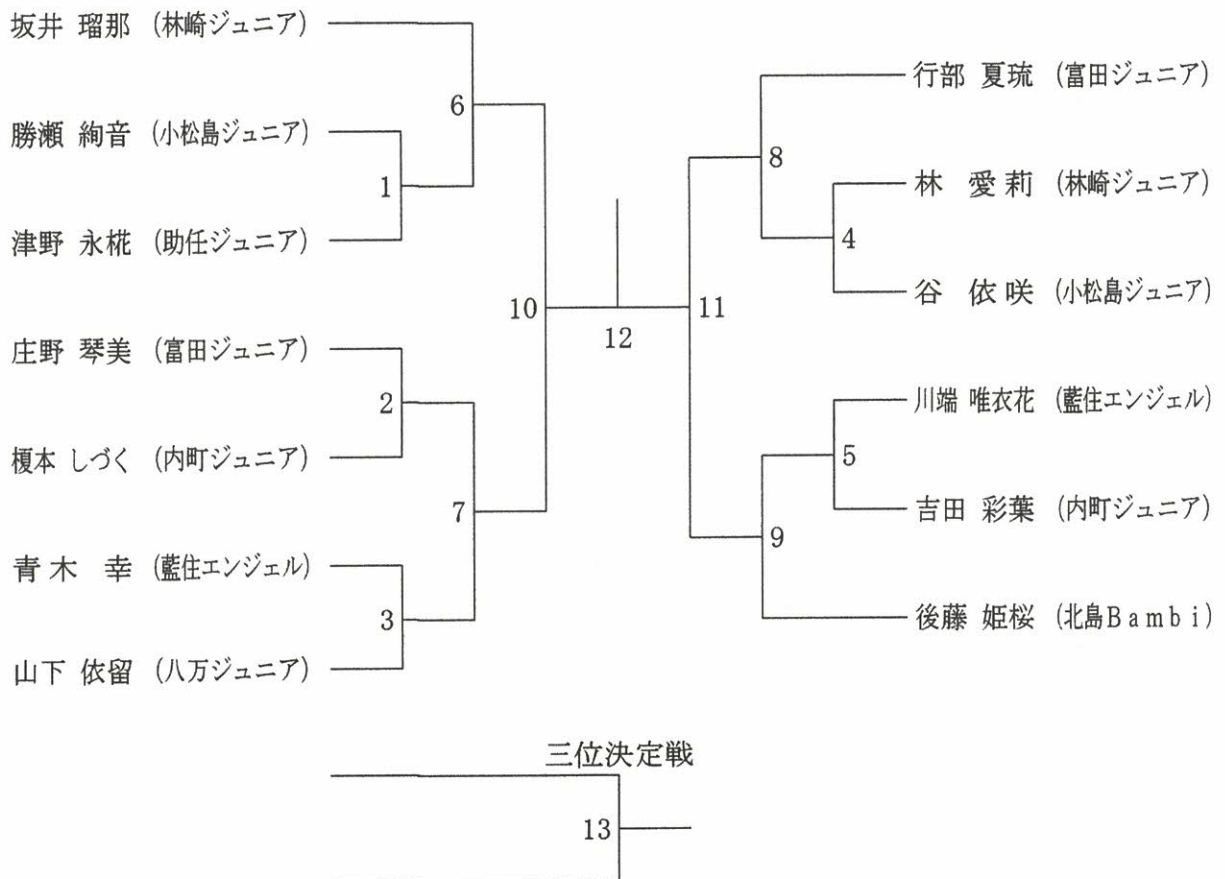 坂井 瑠那 (林崎ジュニア)
勝瀬 絢音 (小松島ジュニア)
津野 永椛 (助任ジュニア)
庄野 琴美 (富田ジュニア)
榎本 しづく (内町ジュニア)
青木 幸 (藍住エンジェル)
山下 依留 (八万ジュニア)
6
1
10
2
7
3
12
行部 夏琉 (富田ジュニア)
林 愛莉 (林崎ジュニア)
谷 依咲 (小松島ジュニア)
川端 唯衣花 (藍住エンジェル)
吉田 彩葉 (内町ジュニア)
後藤 姫桜 (北島Bambi)
8
4
11
5
9
三位決定戦
13